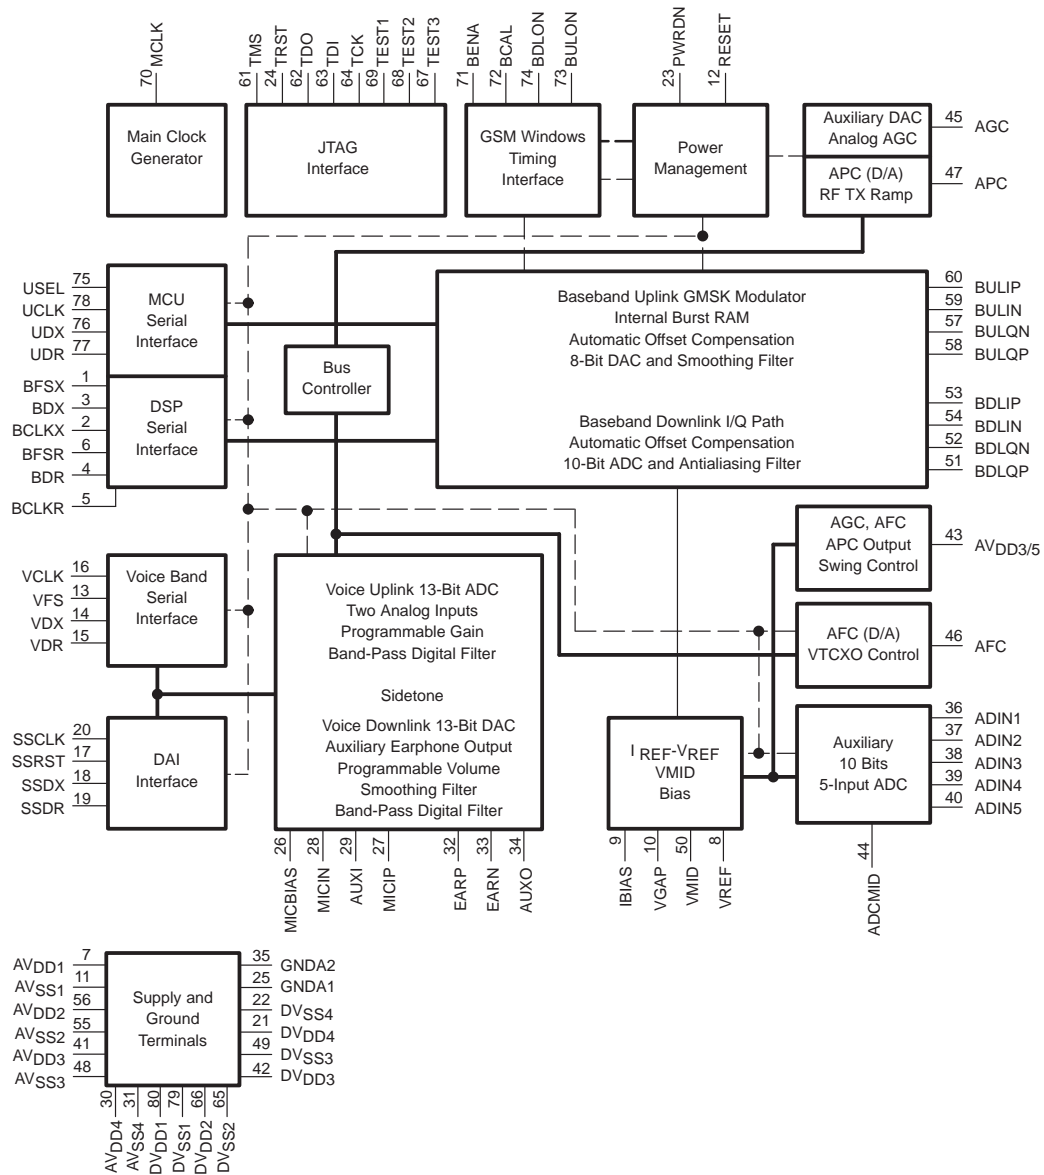 70 MCLK
61 TMS
24 TRST
62 TDO
63 TDI
64 TCK
69 TEST1
68 TEST2
67 TEST3
71 BENA
72 BCAL
74 BDLON
73 BULON
23 PWRDN
12 RESET
Main Clock
Generator
JTAG
Interface
GSM Windows
Timing
Interface
Power
Management
Auxiliary DAC
Analog AGC
45 AGC
APC (D/A)
RF TX Ramp
47 APC
USEL 75
UCLK 78
UDX 76
UDR 77
MCU
Serial
Interface
BFSX 1
BDX 3
BCLKX 2
BFSR 6
BDR 4
BCLKR 5
DSP
Serial
Interface
Bus
Controller
Baseband Uplink GMSK Modulator
Internal Burst RAM
Automatic Offset Compensation
8-Bit DAC and Smoothing Filter
Baseband Downlink I/Q Path
Automatic Offset Compensation
10-Bit ADC and Antialiasing Filter
60 BULIP
59 BULIN
57 BULQN
58 BULQP
53 BDLIP
54 BDLIN
52 BDLQN
51 BDLQP
VCLK 16
VFS 13
VDX 14
VDR 15
Voice Band
Serial
Interface
SSCLK 20
SSRST 17
SSDX 18
SSDR 19
DAI
Interface
Voice Uplink 13-Bit ADC
Two Analog Inputs
Programmable Gain
Band-Pass Digital Filter
Sidetone
Voice Downlink 13-Bit DAC
Auxiliary Earphone Output
Programmable Volume
Smoothing Filter
Band-Pass Digital Filter
AGC, AFC
APC Output
Swing Control
43 AVDD3/5
AFC (D/A)
VTCXO Control
46 AFC
IREF-VREF
VMID
Bias
Auxiliary
10 Bits
5-Input ADC
36 ADIN1
37 ADIN2
38 ADIN3
39 ADIN4
40 ADIN5
26 MICBIAS
28 MICIN
29 AUXI
27 MICIP
32 EARP
33 EARN
34 AUXO
9 IBIAS
10 VGAP
50 VMID
8 VREF
44 ADCMID
AVDD1 7
AVSS1 11
AVDD2 56
AVSS2 55
AVDD3 41
AVSS3 48
Supply and
Ground
Terminals
35 GNDA2
25 GNDA1
22 DVSS4
21 DVDD4
49 DVSS3
42 DVDD3
30 AVDD4
31 AVSS4
80 DVDD1
79 DVSS1
66 DVDD2
65 DVSS2